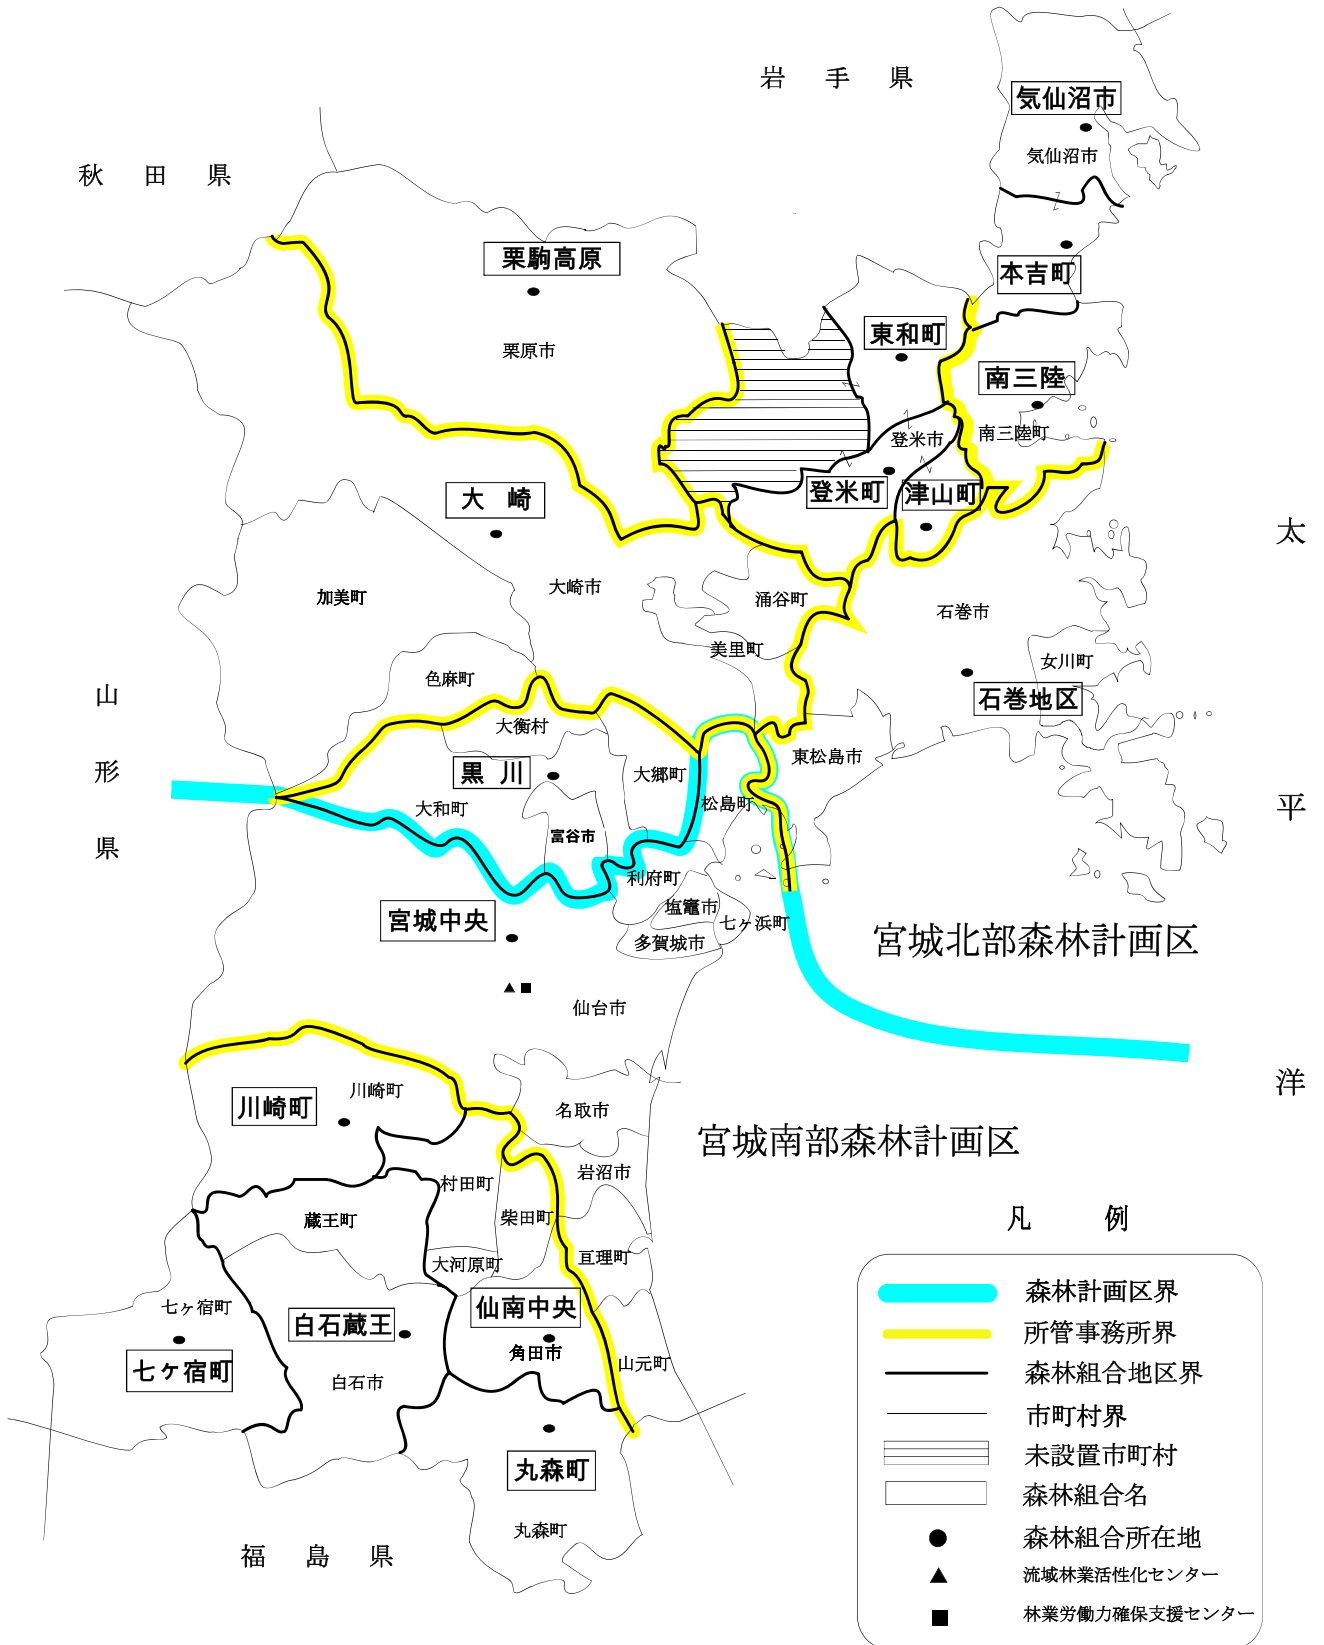 岩手県
気仙沼市
気仙沼市
秋田県
栗駒高原
本吉町
東和町
栗原市
南三陸
登米市
南三陸町
大崎
登米町
津山町
太平洋
大崎市
加美町
涌谷町
石巻市
美里町
女川町
色麻町
山形県
石巻地区
大衡村
東松島市
黒川
大郷町
大和町
松島町
富谷市
利府町
塩竈市
宮城中央
七ヶ浜町
多賀城市
宮城北部森林計画区
仙台市
川崎町
川崎町
名取市
宮城南部森林計画区
岩沼市
村田町
蔵王町
柴田町
亘理町
大河原町
七ヶ宿町
白石蔵王
仙南中央
角田市
山元町
七ヶ宿町
白石市
丸森町
丸森町
福島県
凡例
森林計画区界
所管事務所界
森林組合地区界
市町村界
未設置市町村
森林組合名
森林組合所在地
流域林業活性化センター
林業労働力確保支援センター